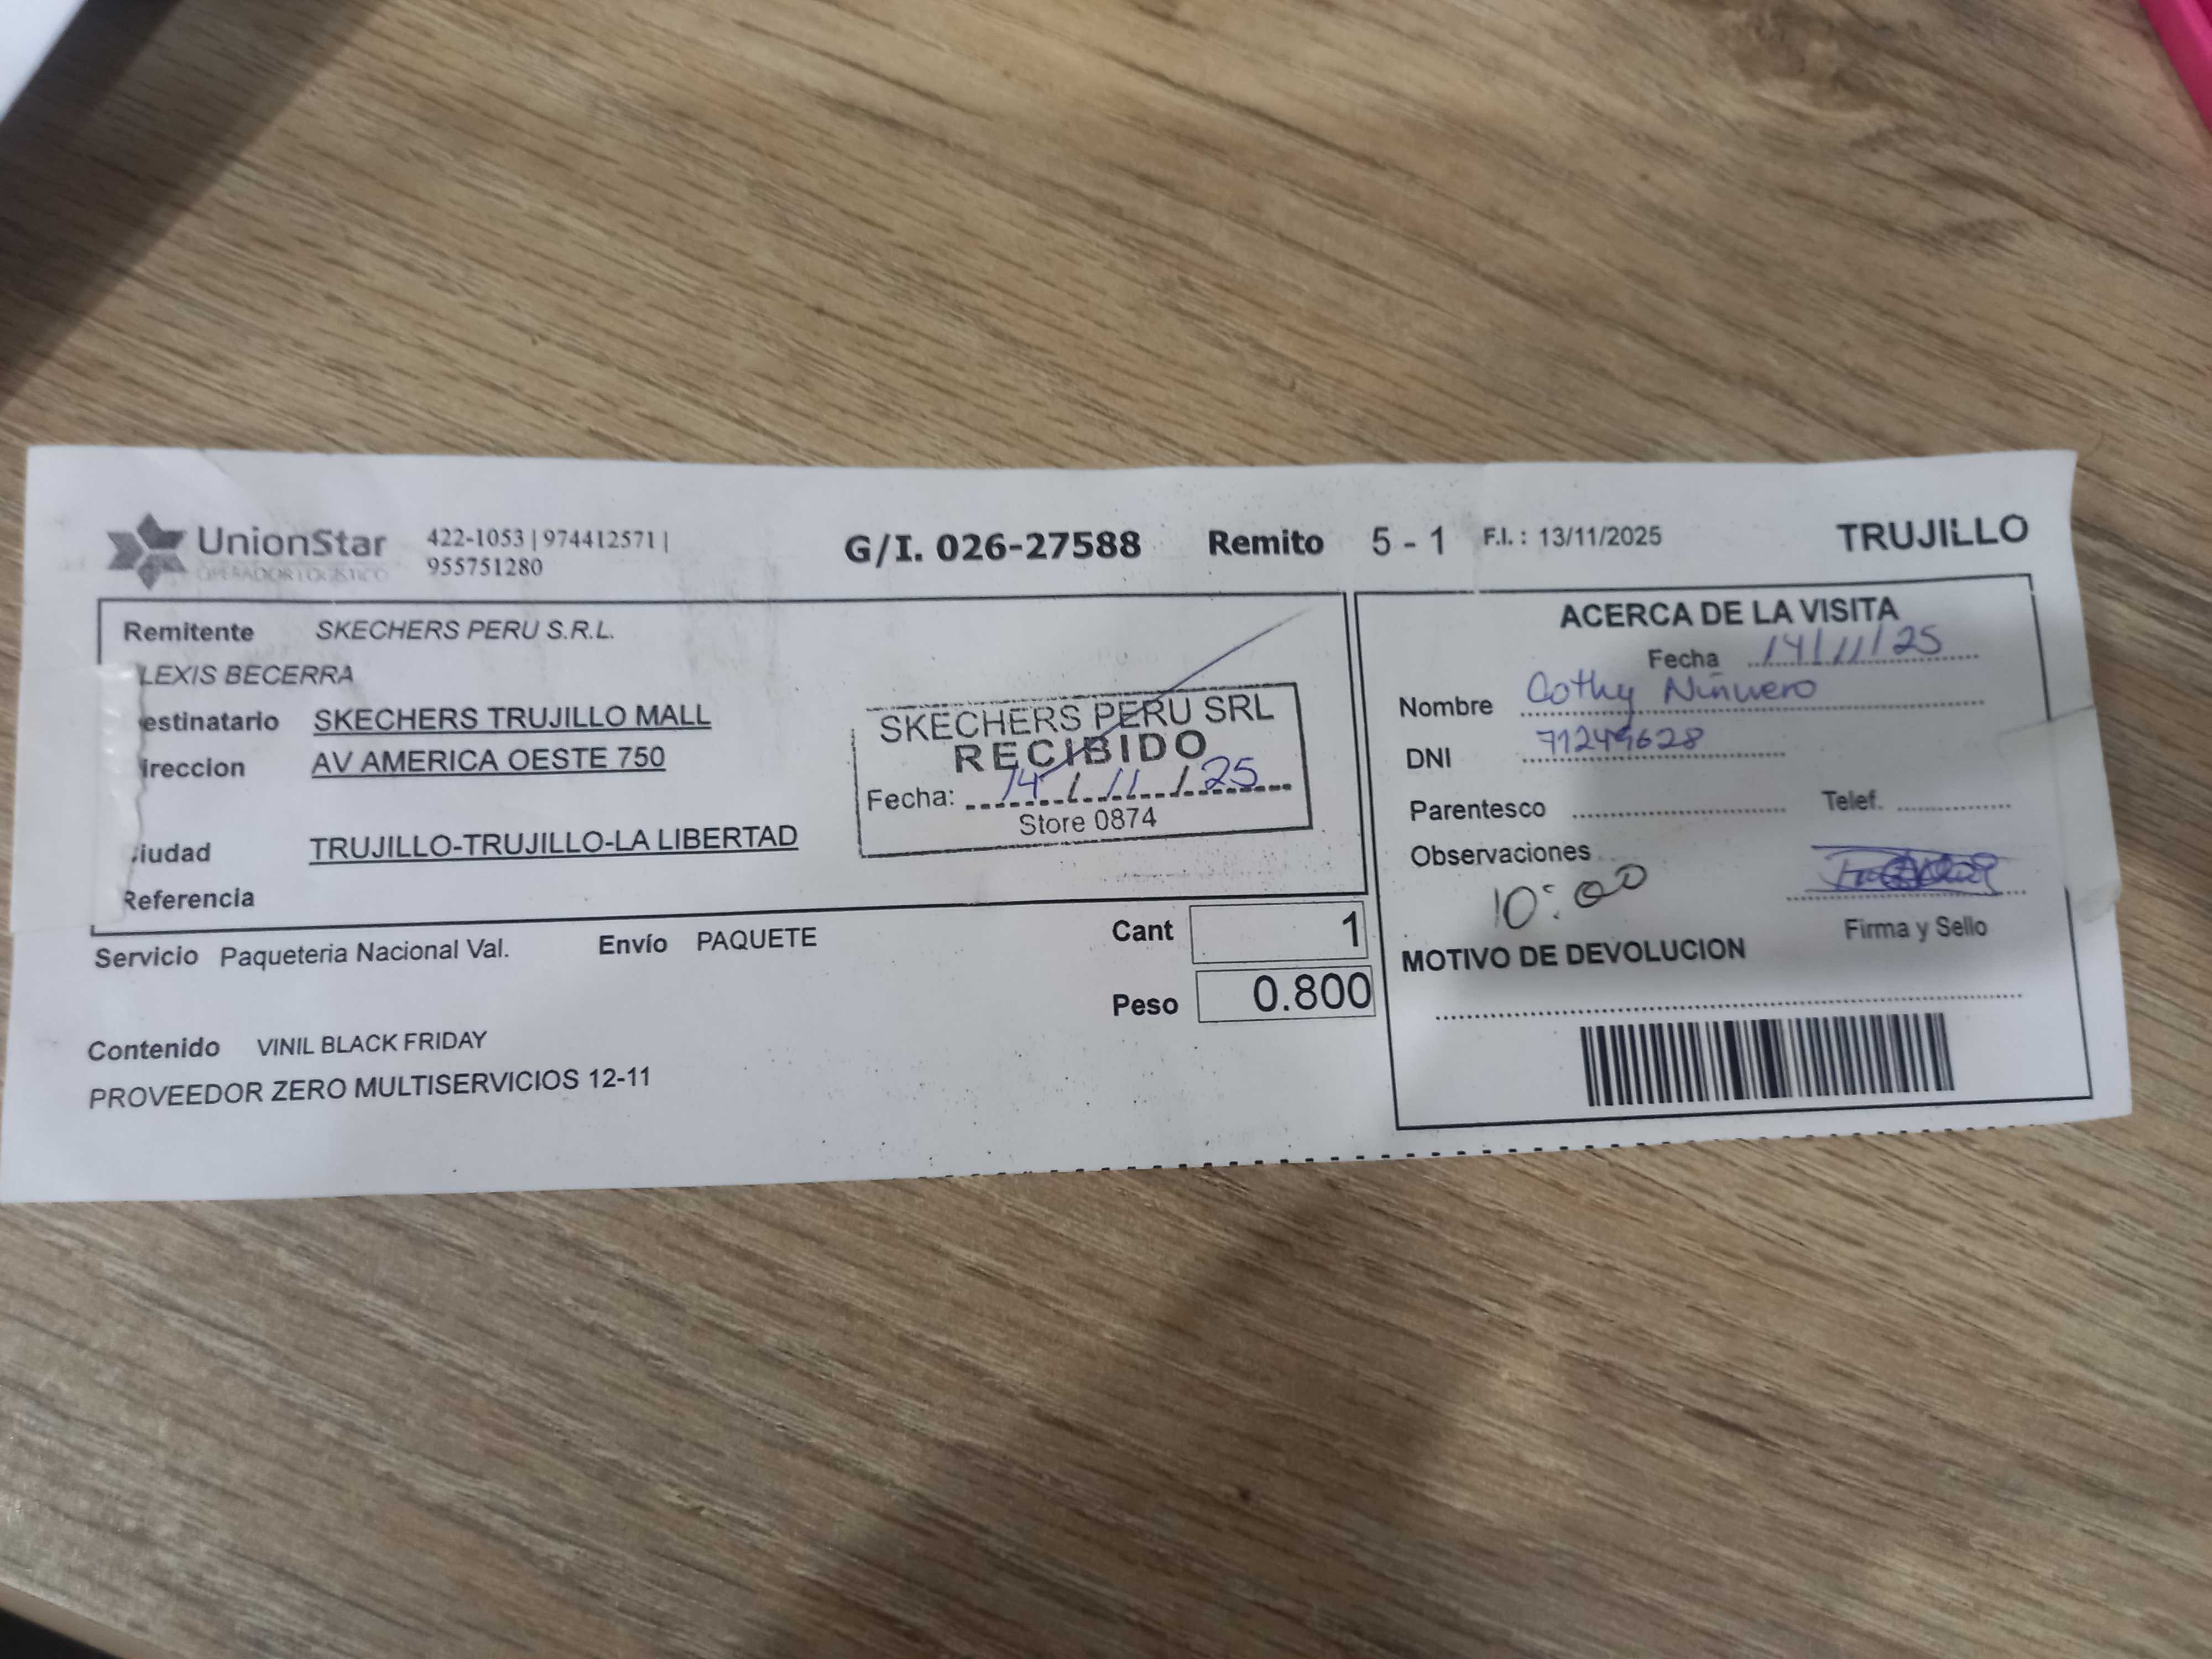 UnionStar
OPERADOR LOGISTICO
422-1053 | 974412571 |
955751280
G/I. 026-27588 Remito 5 - 1 F.I. : 13/11/2025 TRUJILLO
Remitente SKECHERS PERU S.R.L.
LEXIS BECERRA
estinatario SKECHERS TRUJILLO MALL
ireccion AV AMERICA OESTE 750
iudad TRUJILLO-TRUJILLO-LA LIBERTAD
Referencia
SKECHERS PERU SRL
RECIBIDO
Fecha: 14 / 11 / 25
Store 0874
Servicio Paqueteria Nacional Val. Envío PAQUETE
Cant 1
Peso 0.800
Contenido VINIL BLACK FRIDAY
PROVEEDOR ZERO MULTISERVICIOS 12-11
ACERCA DE LA VISITA
Fecha 14/11/25
Nombre Cathy
DNI
Parentesco Telef.
Observaciones
10:00
Firma y Sello
MOTIVO DE DEVOLUCION